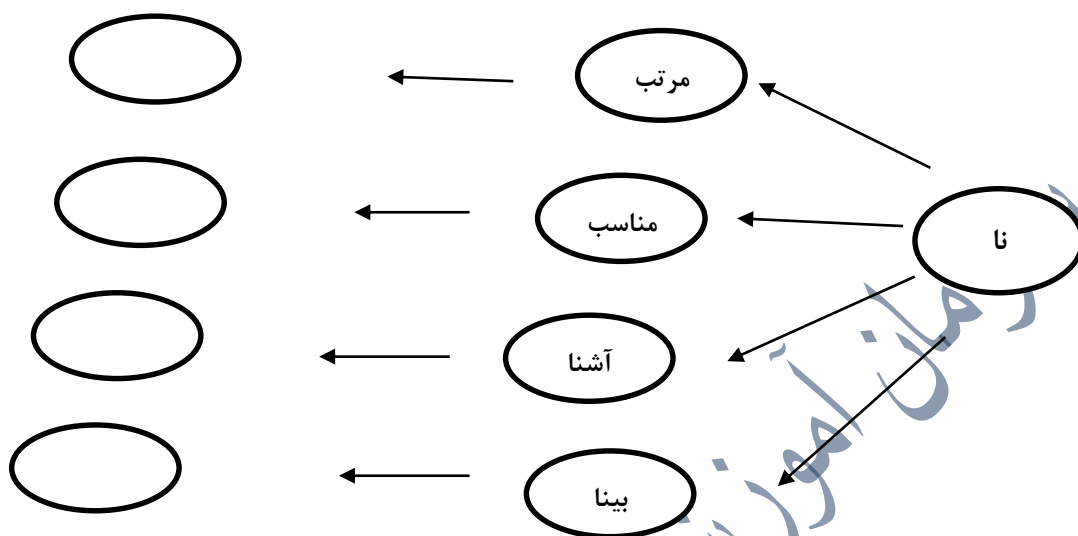 مرتب
مناسب
نا
آشنا
بینا